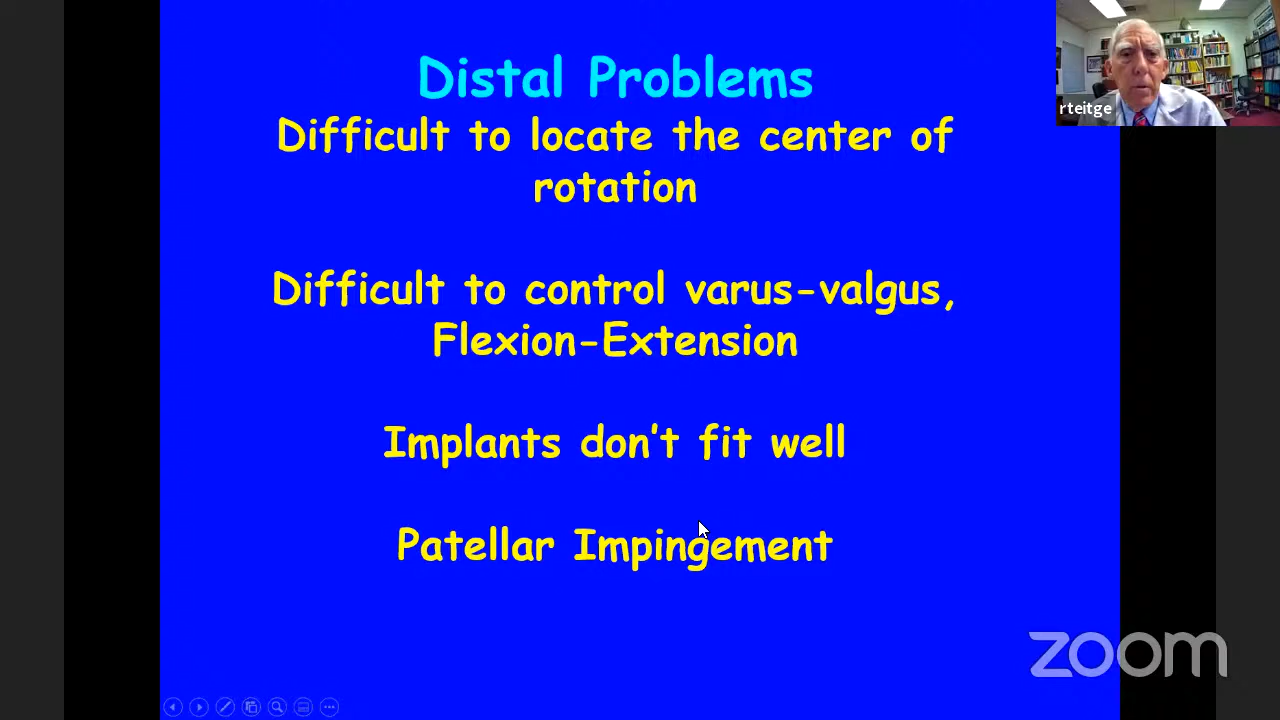 Distal Problems
Difficult to locate the center of
rotation
Difficult to control varus-valgus,
Flexion-Extension
Implants don't fit well
Patellar Impingement
rteitge
zoom